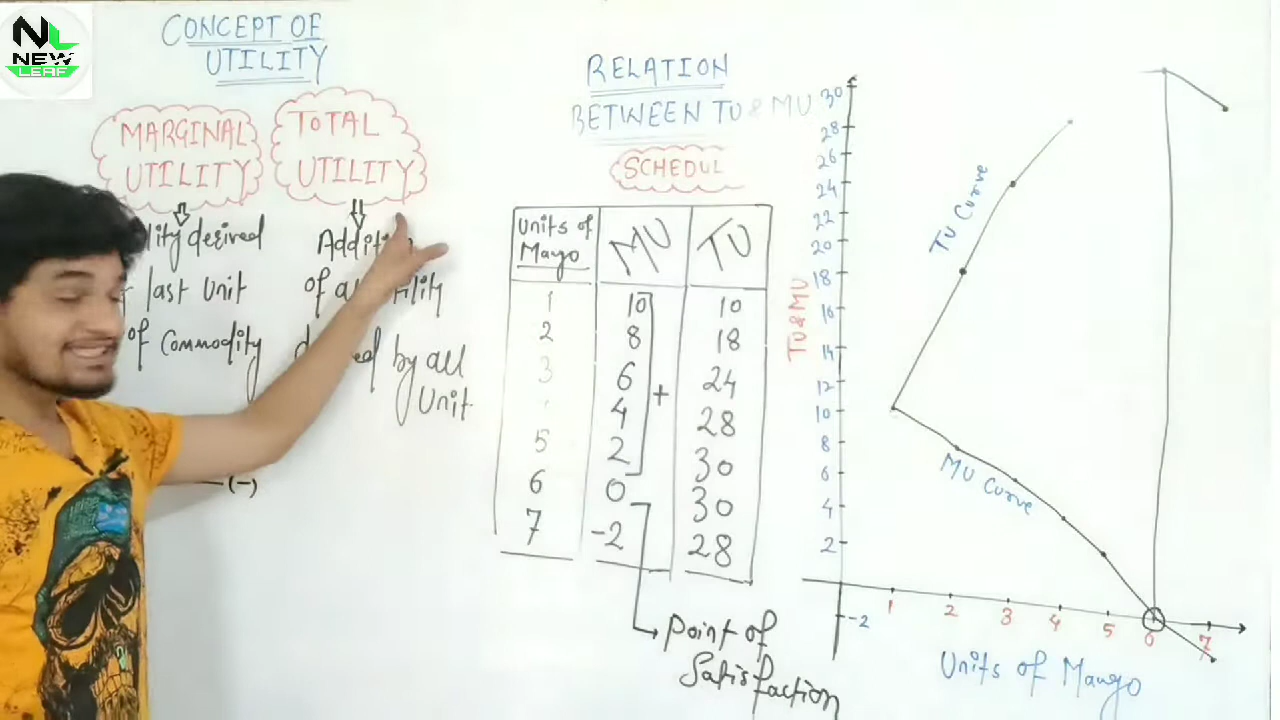 NL
NEW
LEAF
CONCEPT OF
UTILITY
MARGINAL
UTILITY
derived
last Unit
of Commodity
TOTAL
UTILITY
of
by all
Unit
(-)
RELATION
BETWEEN TU & MU
SCHEDUL
Units of Mayo MU TU
1 10 10
2 8 18
3 6 24
4 28
5 2 30
6 0 30
7 -2 28
+
Point of
Satisfaction
TU & MU
30
28
26
24
22
20
18
16
14
12
10
8
6
4
2
-2
TU Curve
MU Curve
1 2 3 4 5 6 7
Units of Mango